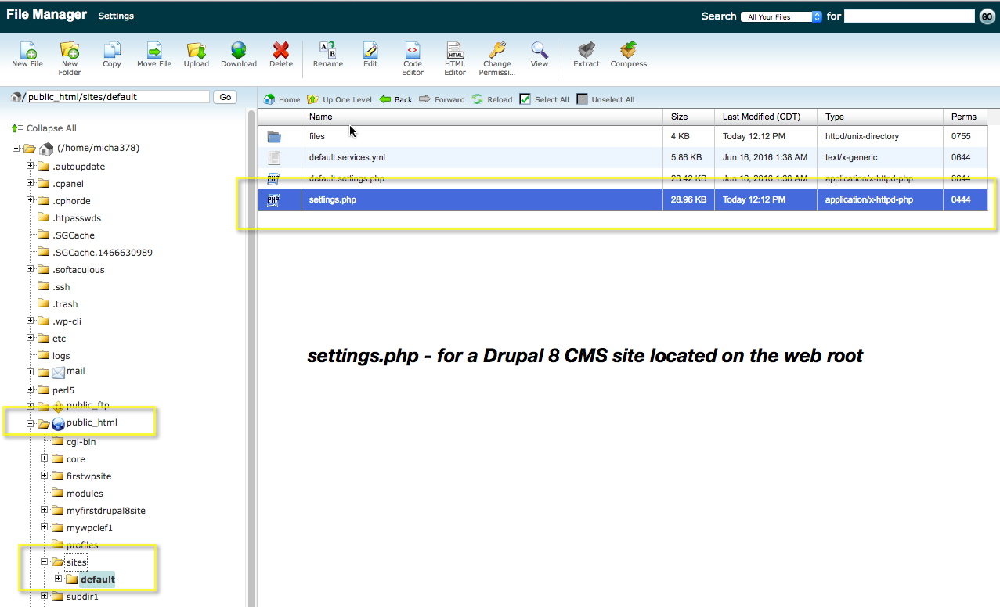 File Manager Settings
Search All Your Files for GO
New File New Folder Copy Move File Upload Download Delete Rename Edit Code Editor HTML Editor Change Permissi... View Extract Compress
/ public_html/sites/default Go
Home Up One Level Back Forward Reload Select All Unselect All
Collapse All
(/home/micha378)
.autoupdate
.cpanel
.cphorde
.htpasswds
.SGCache
.SGCache.1466630989
.softaculous
.ssh
.trash
.wp-cli
etc
logs
mail
perl5
public_ftp
public_html
cgi-bin
core
firstwpsite
modules
myfirstdrupal8site
mywpclef1
profiles
sites
default
subdir1
Name Size Last Modified (CDT) Type Perms
files 4 KB Today 12:12 PM httpd/unix-directory 0755
default.services.yml 5.86 KB Jun 16, 2016 1:38 AM text/x-generic 0644
default.settings.php 28.42 KB Jun 16, 2016 1:38 AM application/x-httpd-php 0644
settings.php 28.96 KB Today 12:12 PM application/x-httpd-php 0444
settings.php - for a Drupal 8 CMS site located on the web root